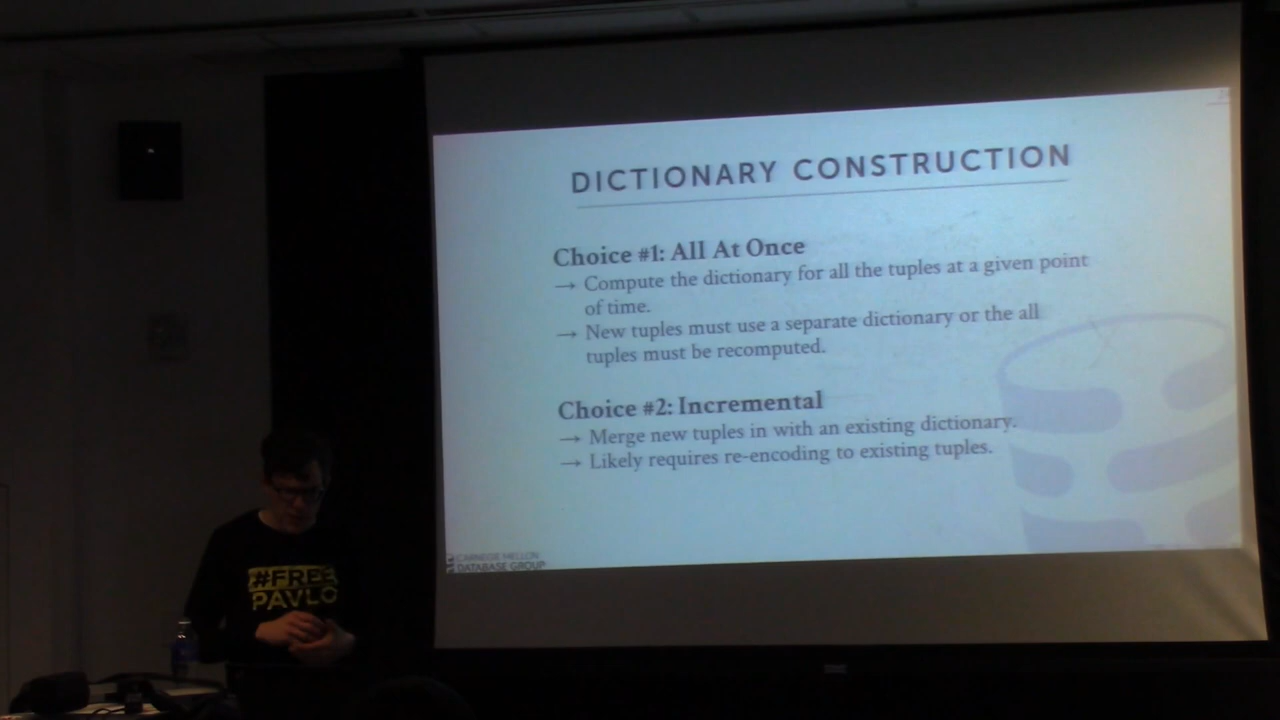 DICTIONARY CONSTRUCTION
Choice #1: All At Once
→ Compute the dictionary for all the tuples at a given point
of time.
→ New tuples must use a separate dictionary or the all
tuples must be recomputed.
Choice #2: Incremental
→ Merge new tuples in with an existing dictionary.
→ Likely requires re-encoding to existing tuples.
CARNEGIE MELLON
DATABASE GROUP
#FREE
PAVLO